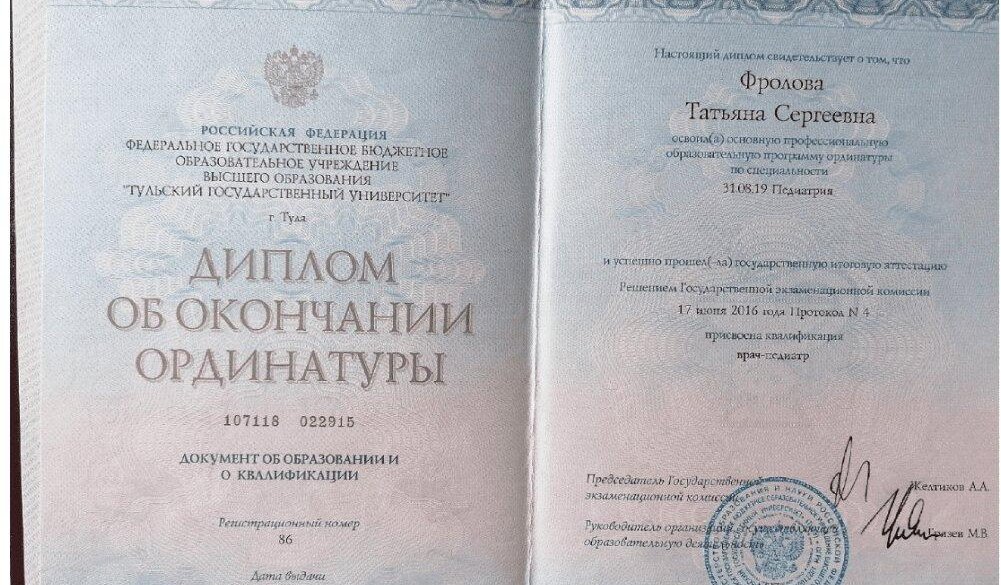 РОССИЙСКАЯ ФЕДЕРАЦИЯ
ФЕДЕРАЛЬНОЕ ГОСУДАРСТВЕННОЕ БЮДЖЕТНОЕ
ОБРАЗОВАТЕЛЬНОЕ УЧРЕЖДЕНИЕ
ВЫСШЕГО ОБРАЗОВАНИЯ
"ТУЛЬСКИЙ ГОСУДАРСТВЕННЫЙ УНИВЕРСИТЕТ"
г. Тула
ДИПЛОМ
ОБ ОКОНЧАНИИ
ОРДИНАТУРЫ
107118 022915
ДОКУМЕНТ ОБ ОБРАЗОВАНИИ И
О КВАЛИФИКАЦИИ
Регистрационный номер
86
Дата выдачи
Настоящий диплом свидетельствует о том, что
Фролова
Татьяна Сергеевна
освоил(а) основную профессиональную
образовательную программу ординатуры
по специальности
31.08.19 Педиатрия
и успешно прошел(-ла) государственную итоговую аттестацию
Решением Государственной экзаменационной комиссии
17 июня 2016 года Протокол N 4
присвоена квалификация
врач-педиатр
Председатель Государственной
экзаменационной комиссии
Желтиков А.А.
Руководитель организации, осуществляющей
образовательную деятельность
Грязев М.В.